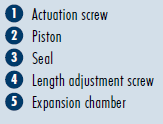 1 Actuation screw
2 Piston
3 Seal
4 Length adjustment screw
5 Expansion chamber